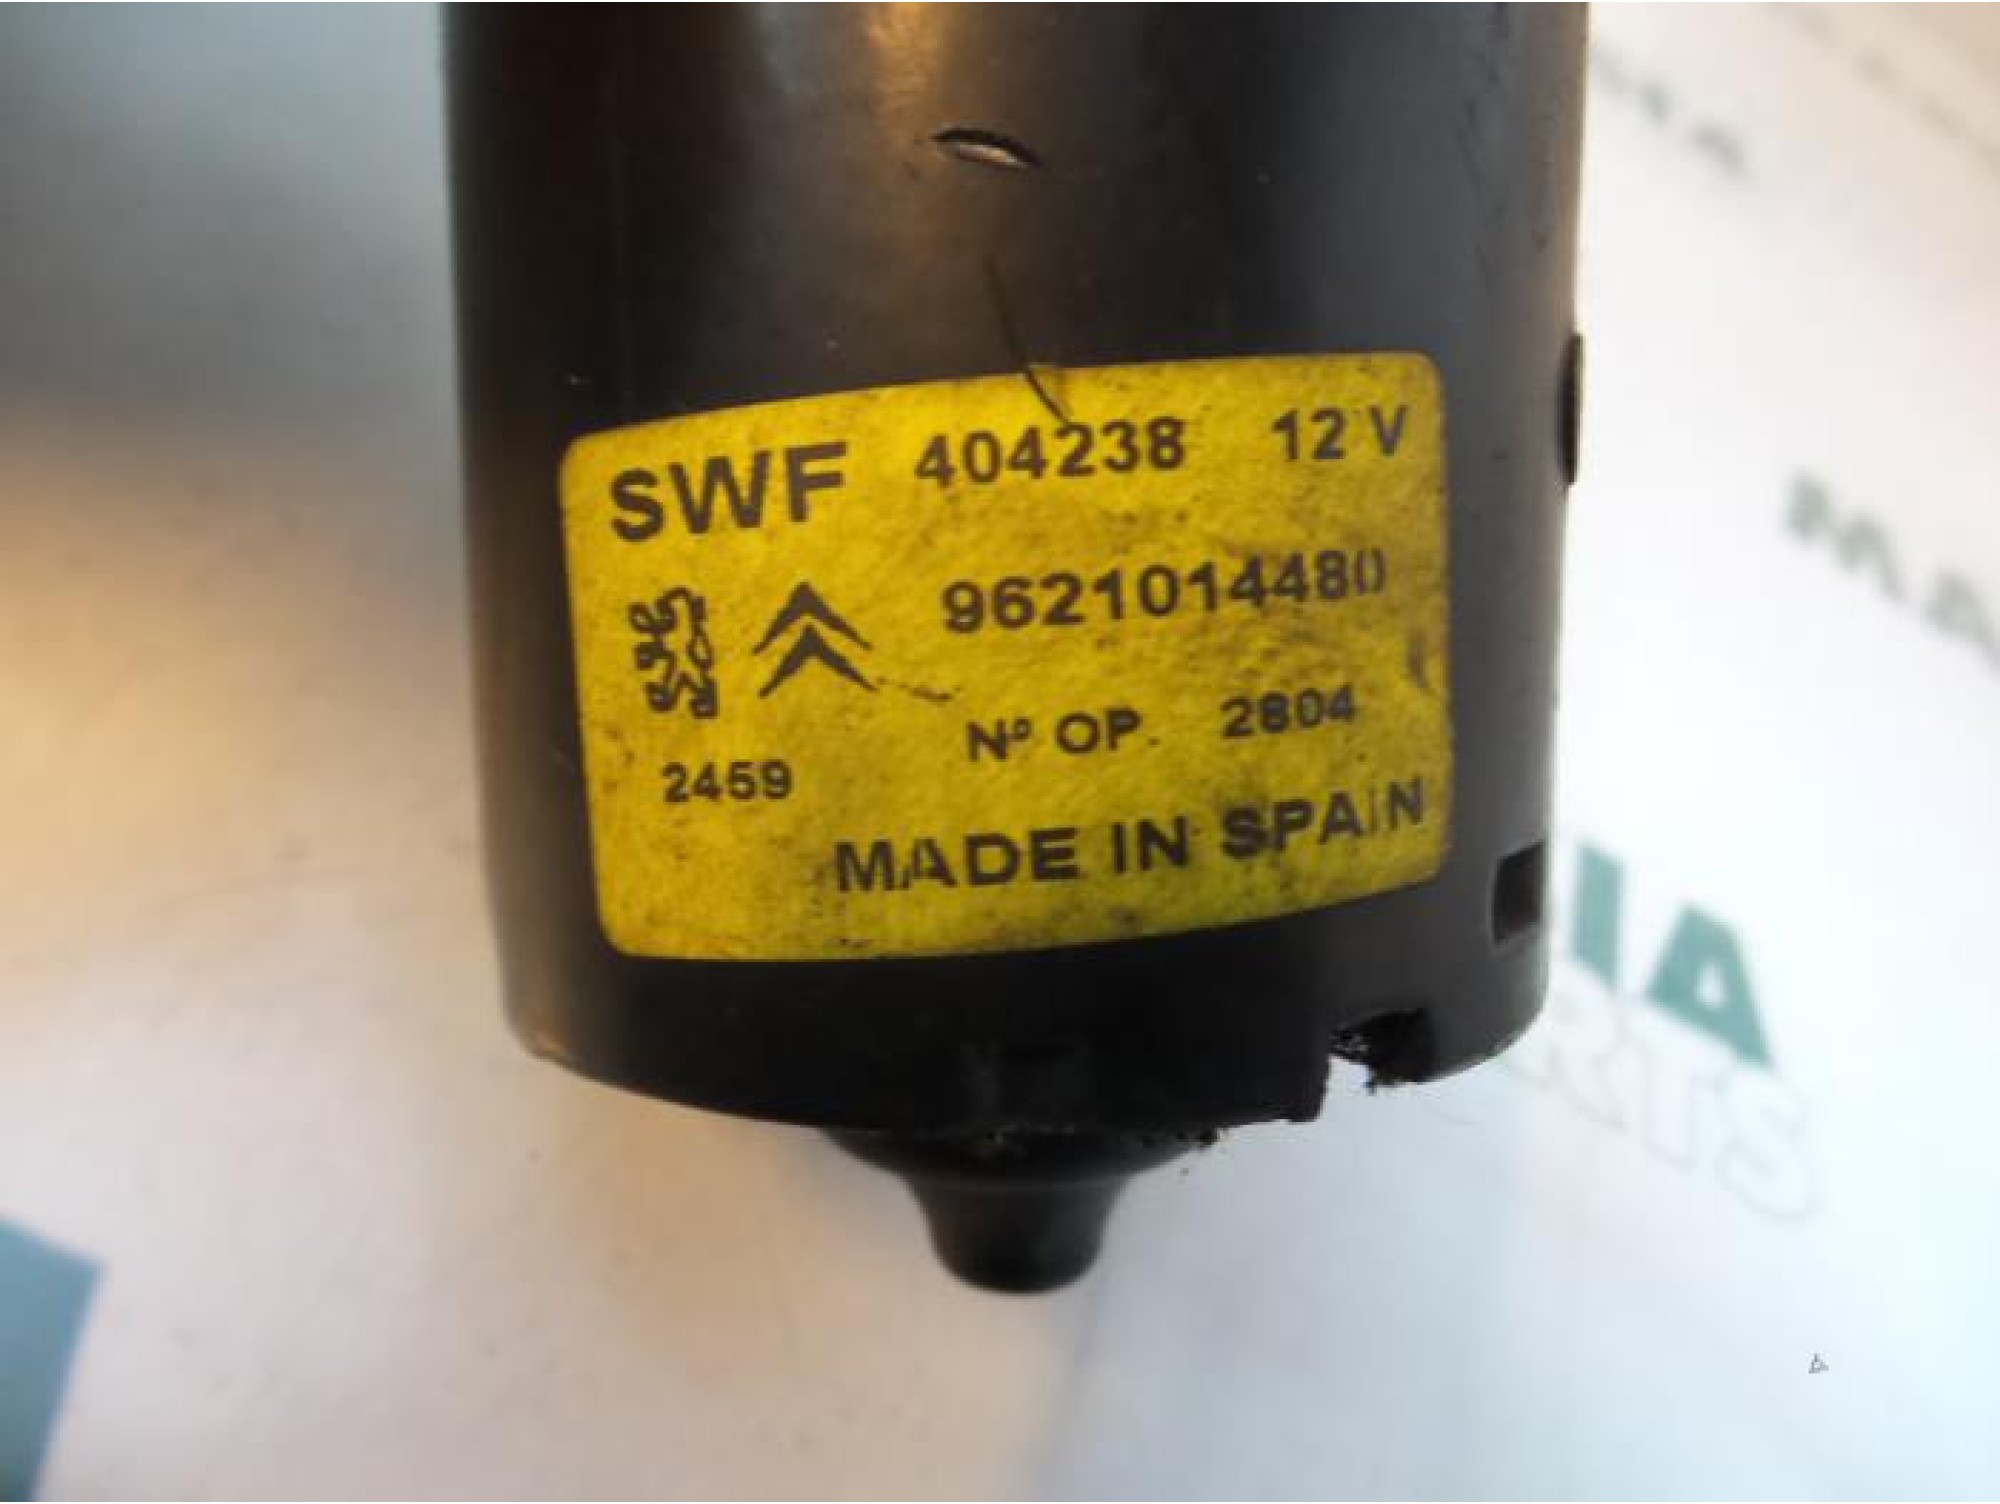 SWF 404238 12 V
9621014480
Nº OP. 2804
2459
MADE IN SPAIN